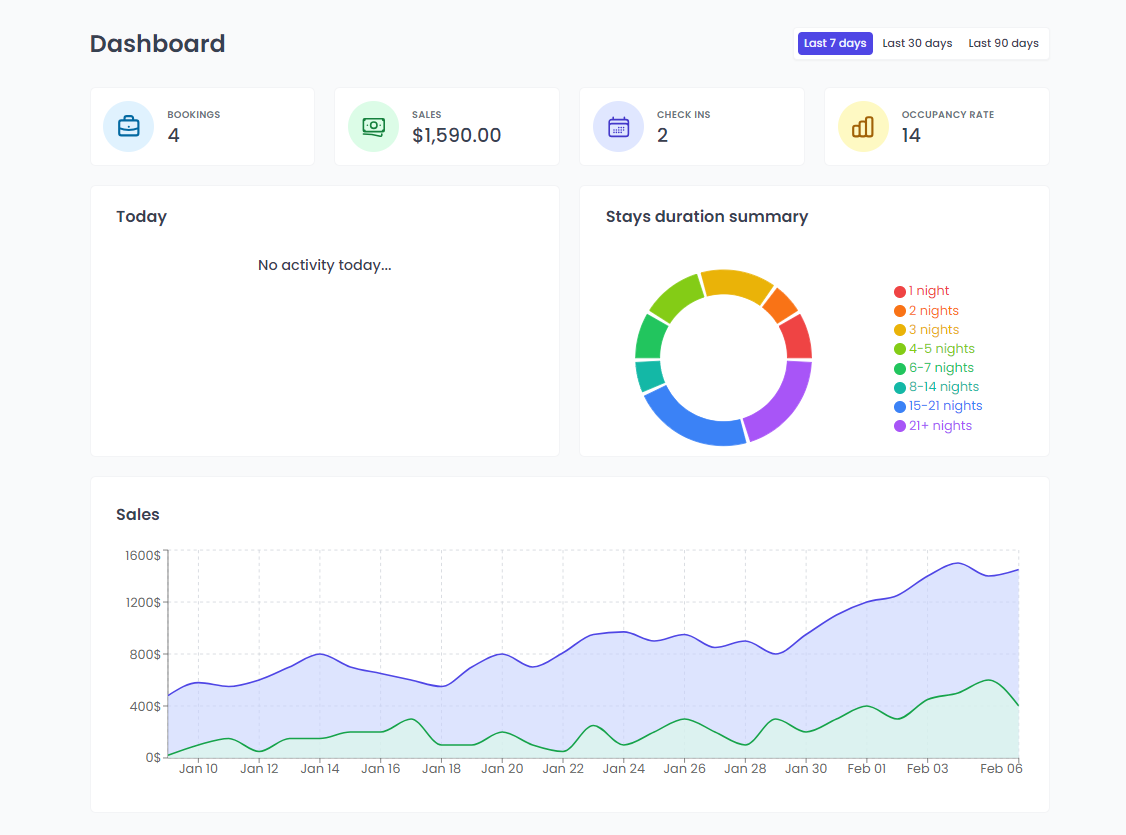 Dashboard
Last 7 days Last 30 days Last 90 days
BOOKINGS
4
SALES
$1,590.00
CHECK INS
2
OCCUPANCY RATE
14
Today
No activity today...
Stays duration summary
1 night
2 nights
3 nights
4-5 nights
6-7 nights
8-14 nights
15-21 nights
21+ nights
Sales
1600$
1200$
800$
400$
0$
Jan 10 Jan 12 Jan 14 Jan 16 Jan 18 Jan 20 Jan 22 Jan 24 Jan 26 Jan 28 Jan 30 Feb 01 Feb 03 Feb 06